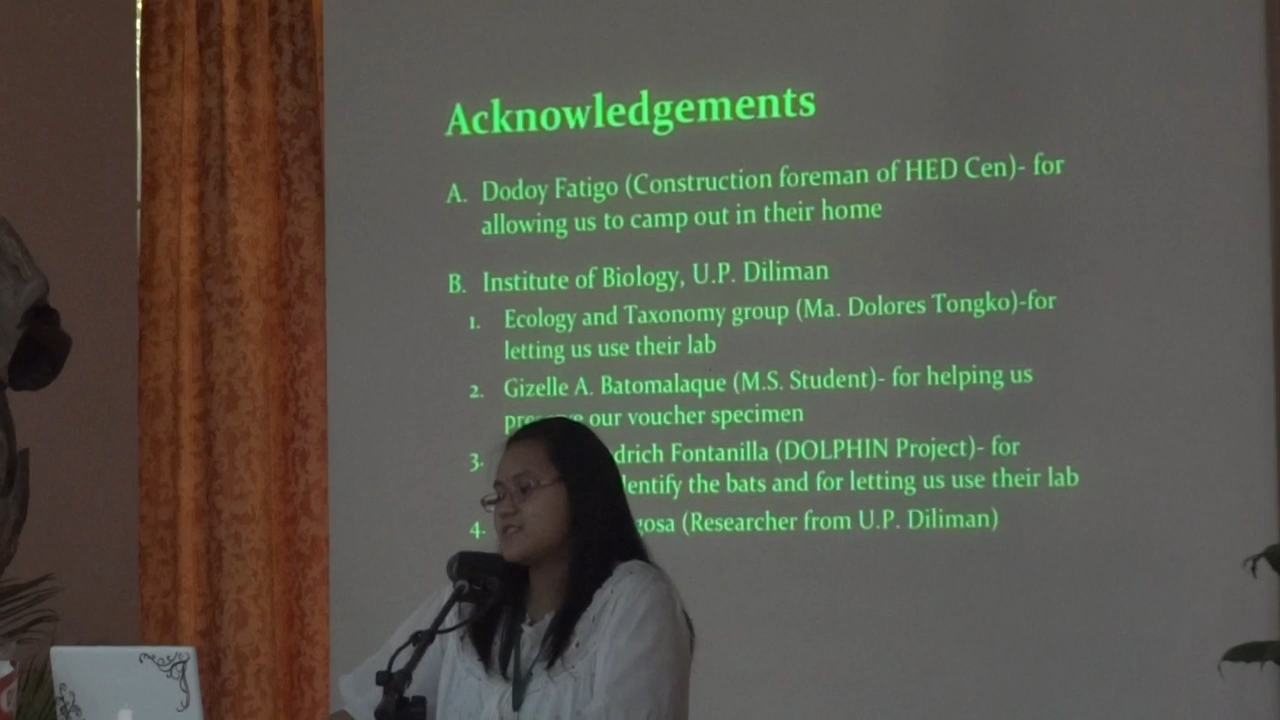 Acknowledgements
A. Dodoy Fatigo (Construction foreman of HED Cen)- for
allowing us to camp out in their home
B. Institute of Biology, U.P. Diliman
1. Ecology and Taxonomy group (Ma. Dolores Tongko)-for
letting us use their lab
2. Gizelle A. Batomalaque (M.S. Student)- for helping us
our voucher specimen
3. Fontanilla (DOLPHIN Project)- for
the bats and for letting us use their lab
4. (Researcher from U.P. Diliman)